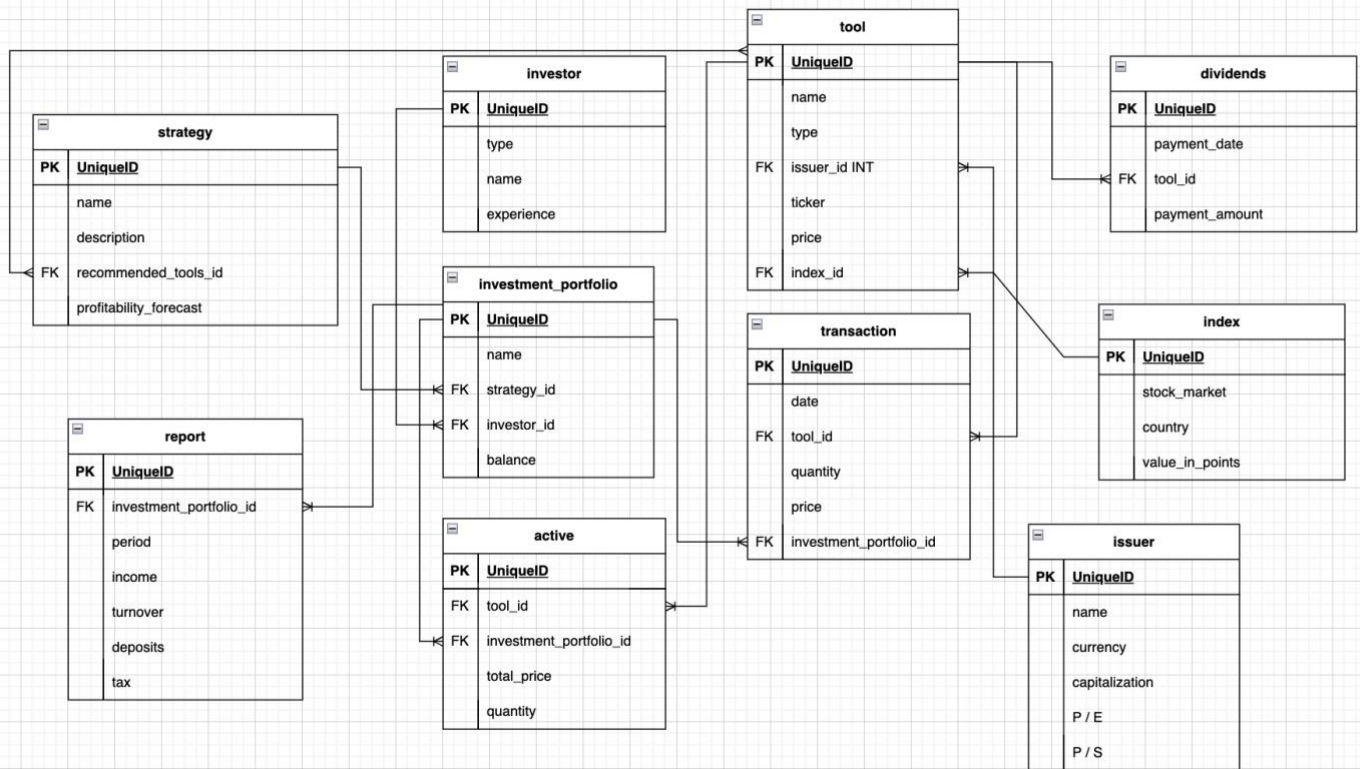 tool
PK UniqueID
name
type
FK issuer_id INT
ticker
price
FK index_id
investor
PK UniqueID
type
name
experience
dividends
PK UniqueID
payment_date
FK tool_id
payment_amount
strategy
PK UniqueID
name
description
FK recommended_tools_id
profitability_forecast
investment_portfolio
PK UniqueID
name
FK strategy_id
FK investor_id
balance
transaction
PK UniqueID
date
FK tool_id
quantity
price
FK investment_portfolio_id
index
PK UniqueID
stock_market
country
value_in_points
report
PK UniqueID
FK investment_portfolio_id
period
income
turnover
deposits
tax
active
PK UniqueID
FK tool_id
FK investment_portfolio_id
total_price
quantity
issuer
PK UniqueID
name
currency
capitalization
P / E
P / S